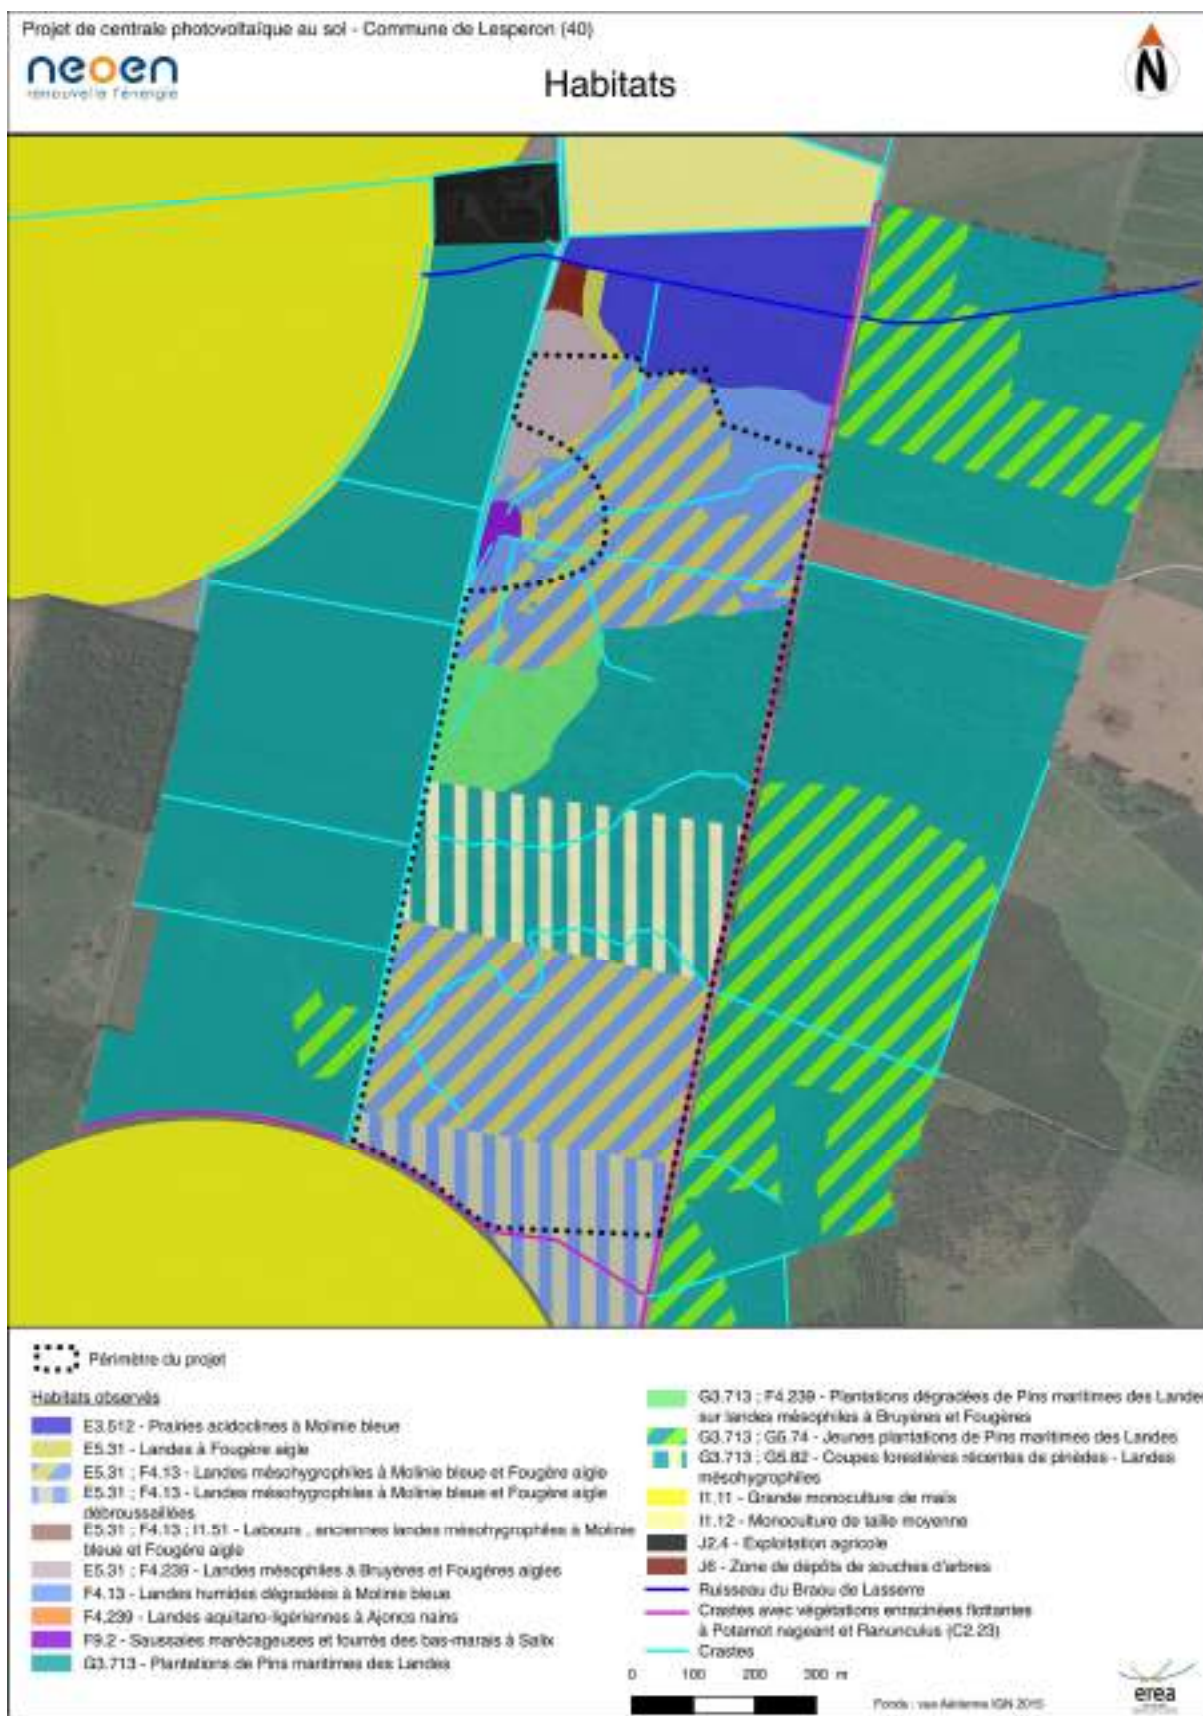 Projet de centrale photovoltaïque au sol - Commune de Lesperon (40)
neoen
renouvelle l'énergie
Habitats
N
Périmètre du projet
Habitats observés
E3.512 - Prairies acidoclines à Molinie bleue
E5.31 - Landes à Fougère aigle
E5.31 ; F4.13 - Landes mésohygrophiles à Molinie bleue et Fougère aigle
E5.31 ; F4.13 - Landes mésohygrophiles à Molinie bleue et Fougère aigle
débroussaillées
E5.31 ; F4.13 ; I1.51 - Labours , anciennes landes mésohygrophiles à Molinie
bleue et Fougère aigle
E5.31 ; F4.239 - Landes mésophiles à Bruyères et Fougères aigles
F4.13 - Landes humides dégradées à Molinie bleue
F4.239 - Landes aquitano-ligériennes à Ajoncs nains
F9.2 - Saussaies marécageuses et fourrés des bas-marais à Salix
G3.713 - Plantations de Pins maritimes des Landes
G3.713 ; F4.239 - Plantations dégradées de Pins maritimes des Landes
sur landes mésophiles à Bruyères et Fougères
G3.713 ; G5.74 - Jeunes plantations de Pins maritimes des Landes
G3.713 ; G5.82 - Coupes forestières récentes de pinèdes - Landes
mésohygrophiles
I1.11 - Grande monoculture de maïs
I1.12 - Monoculture de taille moyenne
J2.4 - Exploitation agricole
J6 - Zone de dépôts de souches d'arbres
Ruisseau du Braou de Lasserre
Crastes avec végétations enracinées flottantes
à Potamot nageant et Ranunculus (C2.23)
Crastes
0 100 200 300 m
Fonds : vue Aérienne IGN 2015
erea